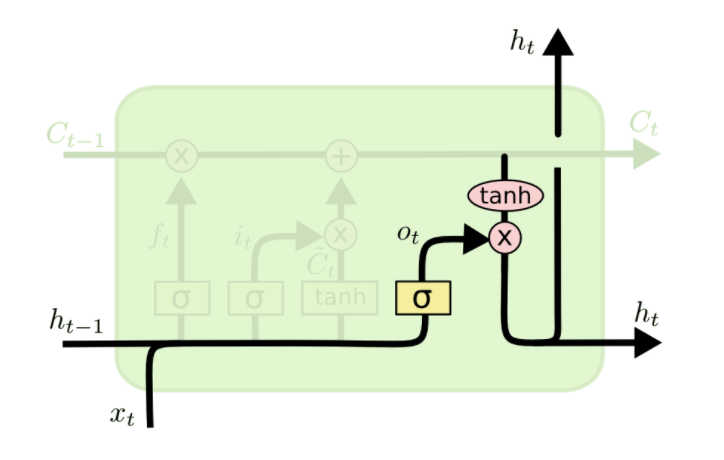 h_t
C_{t-1}
C_t
x
+
tanh
f_t
i_t
x
o_t
x
C̃_t
σ
σ
tanh
σ
h_{t-1}
h_t
x_t